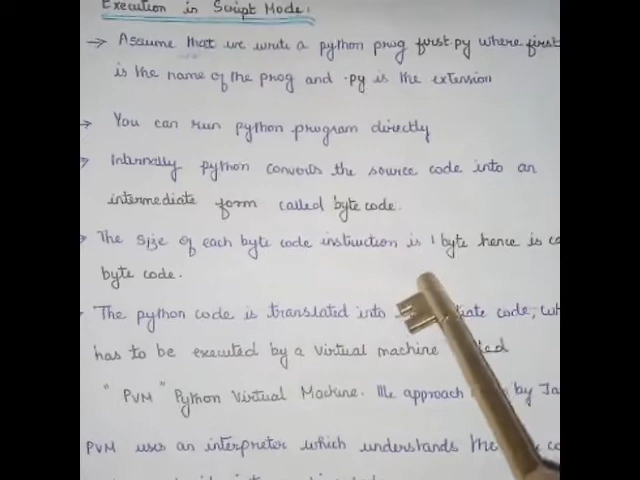 Execution in Script Mode:
→ Assume that we write a python prog first.py where first
is the name of the prog and .py is the extension
→ You can run python program directly
→ Internally python converts the source code into an
intermediate form called byte code.
→ The size of each byte code instruction is 1 byte hence is
byte code.
The python code is translated into code,
has to be executed by a virtual machine
"PVM" Python Virtual Machine. approach by
PVM uses an interpreter which understands the